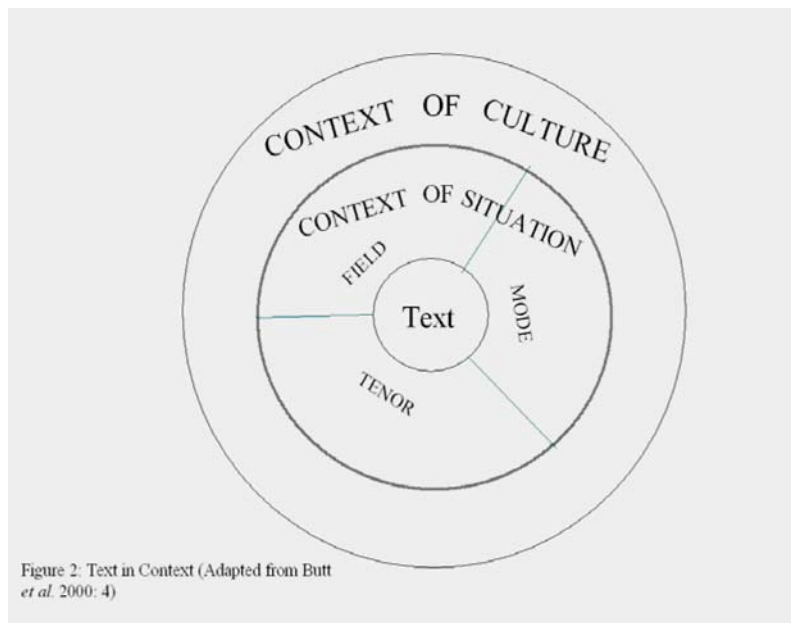 CONTEXT OF CULTURE
CONTEXT OF SITUATION
FIELD
MODE
Text
TENOR
Figure 2: Text in Context (Adapted from Butt
et al. 2000: 4)